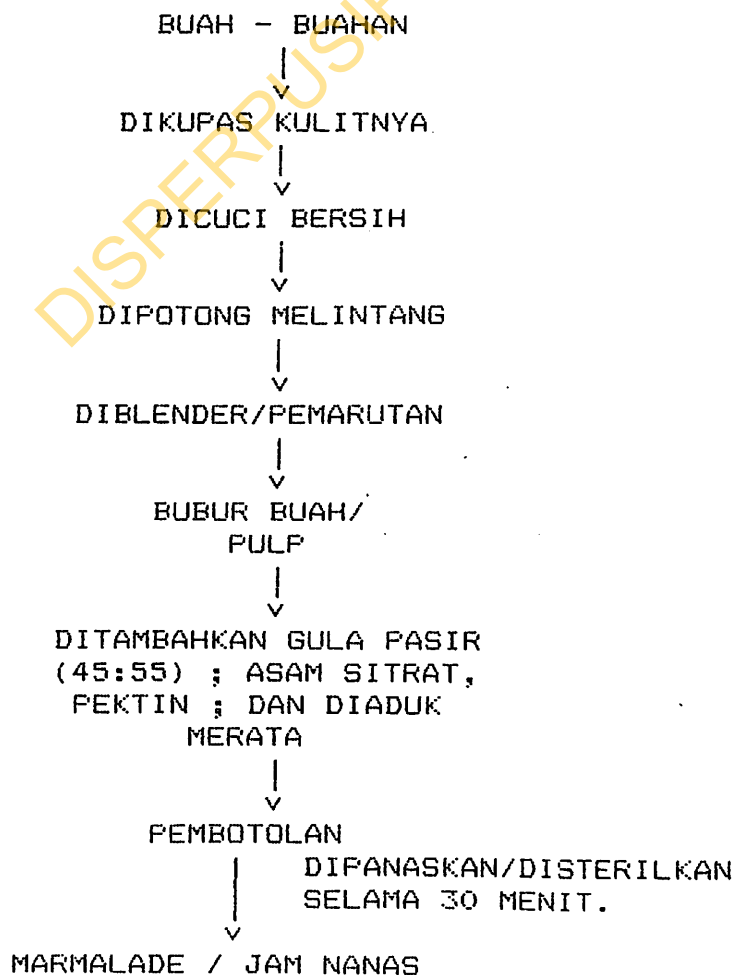 BUAH - BUAHAN
DIKUPAS KULITNYA
DICUCI BERSIH
DIPOTONG MELINTANG
DIBLENDER/PEMARUTAN
BUBUR BUAH/
PULP
DITAMBAHKAN GULA PASIR
(45:55) ; ASAM SITRAT,
PEKTIN ; DAN DIADUK
MERATA
PEMBOTOLAN
DIPANASKAN/DISTERILKAN
SELAMA 30 MENIT.
MARMALADE / JAM NANAS
DISPERPUSIP